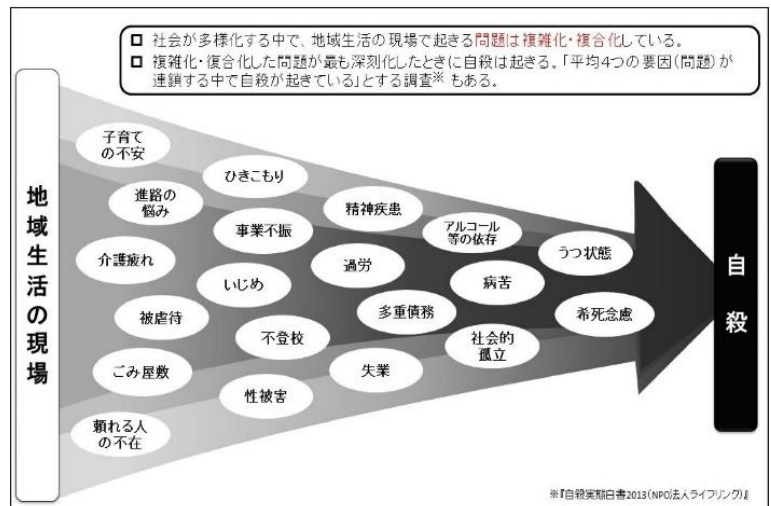 □ 社会が多様化する中で、地域生活の現場で起きる問題は複雑化・複合化している。
□ 複雑化・復合化した問題が最も深刻化したときに自殺は起きる。「平均4つの要因(問題)が
連鎖する中で自殺が起きている」とする調査※ もある。
地域生活の現場
子育て
の不安
ひきこもり
進路の
悩み
精神疾患
事業不振
アルコール
等の依存
うつ状態
介護疲れ
過労
いじめ
病苦
被虐待
多重債務
希死念慮
不登校
社会的
孤立
ごみ屋敷
失業
性被害
頼れる人
の不在
自殺
※『自殺実態白書2013(NPO法人ライフリンク)』